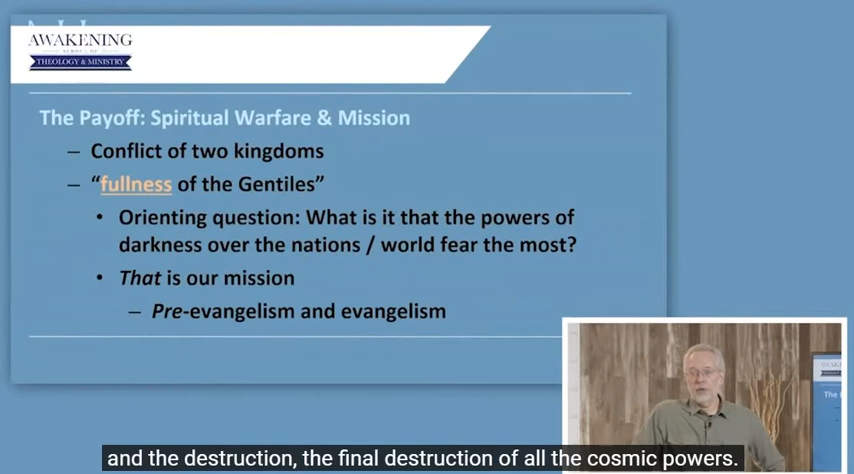 AWAKENING
SCHOOL OF
THEOLOGY & MINISTRY
The Payoff: Spiritual Warfare & Mission
– Conflict of two kingdoms
– “fullness of the Gentiles”
• Orienting question: What is it that the powers of
darkness over the nations / world fear the most?
• That is our mission
– Pre-evangelism and evangelism
and the destruction, the final destruction of all the cosmic powers.